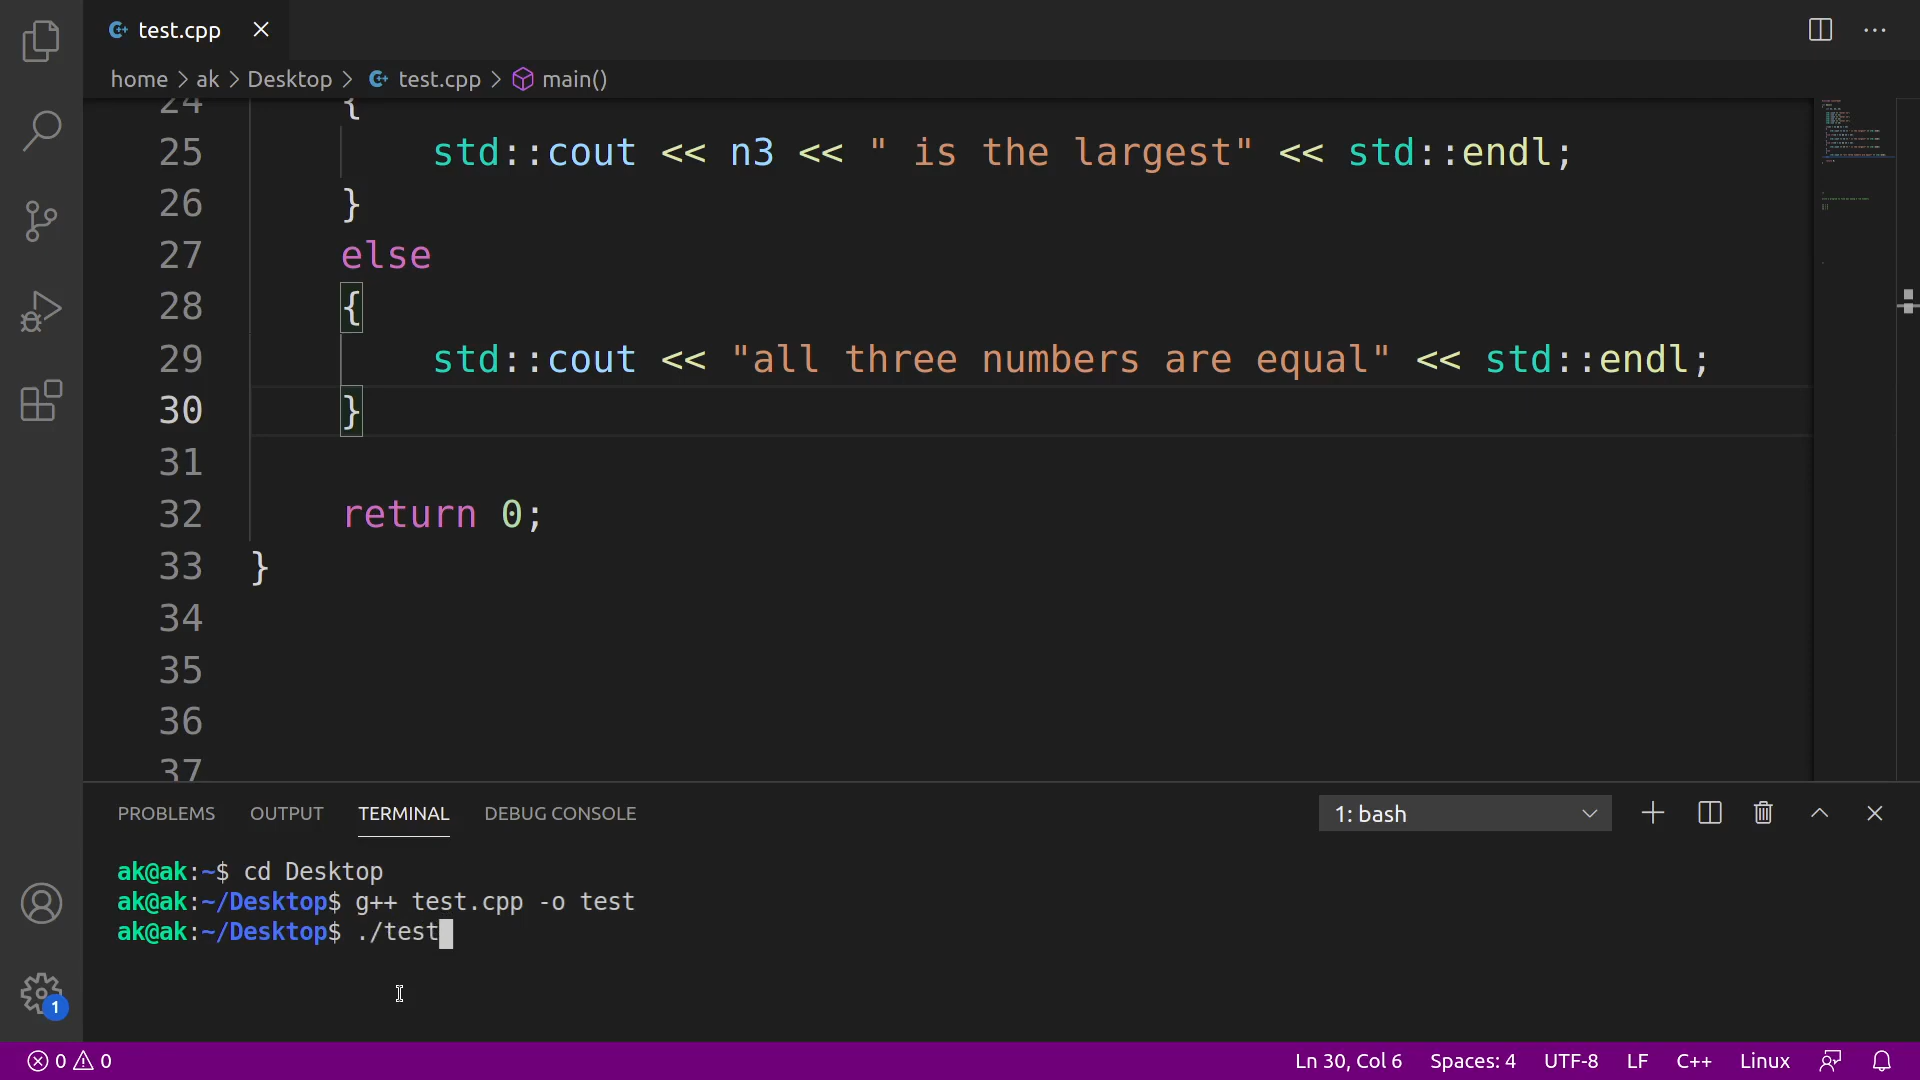 test.cpp
home > ak > Desktop > test.cpp > main()
24 {
25 std::cout << n3 << " is the largest" << std::endl;
26 }
27 else
28 {
29 std::cout << "all three numbers are equal" << std::endl;
30 }
31
32 return 0;
33 }
34
35
36
37
PROBLEMS OUTPUT TERMINAL DEBUG CONSOLE 1: bash
ak@ak:~$ cd Desktop
ak@ak:~/Desktop$ g++ test.cpp -o test
ak@ak:~/Desktop$ ./test
1
0 0 Ln 30, Col 6 Spaces: 4 UTF-8 LF C++ Linux